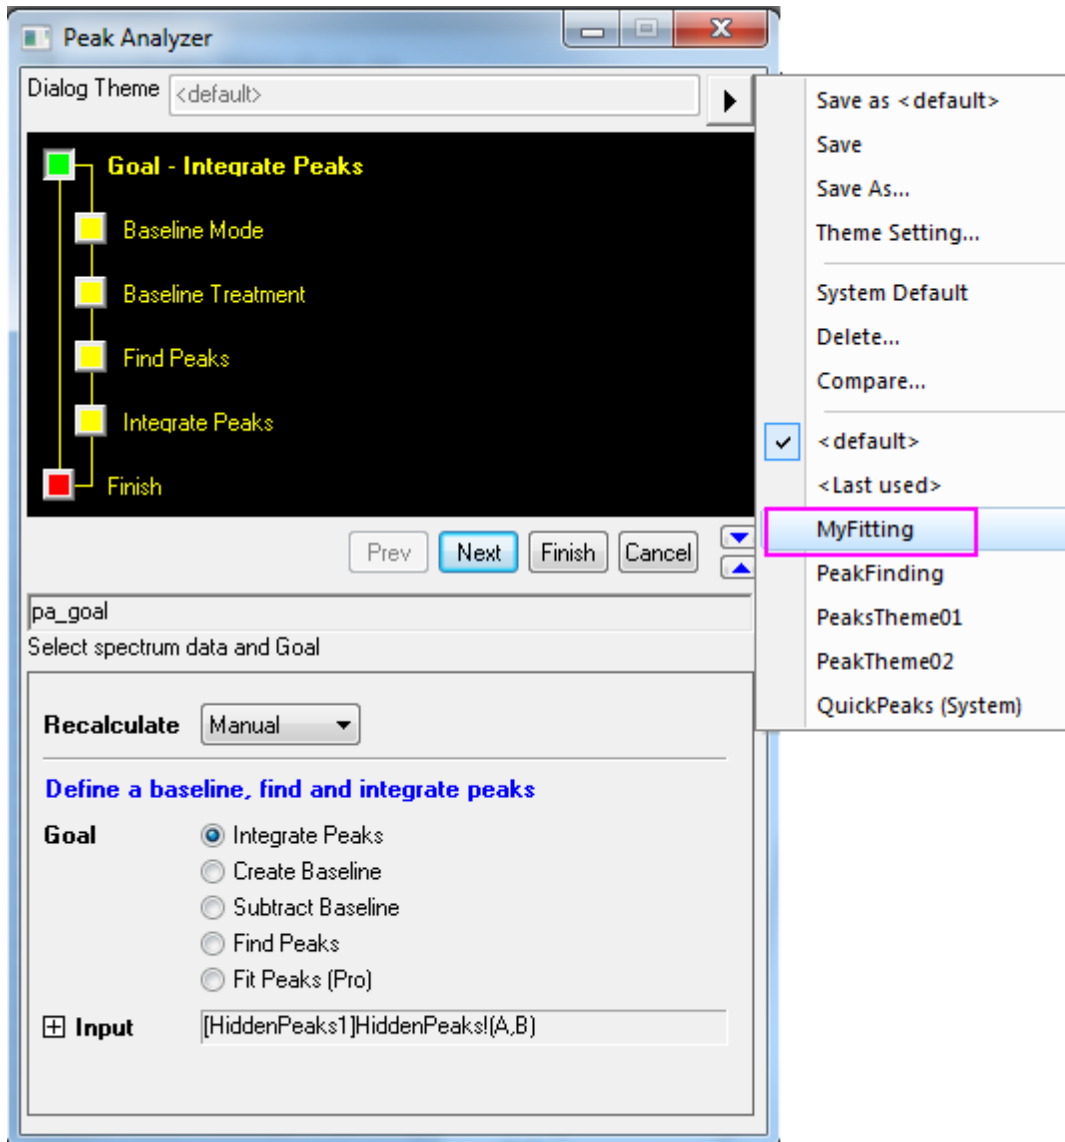 Peak Analyzer
Dialog Theme <default>
Goal - Integrate Peaks
Baseline Mode
Baseline Treatment
Find Peaks
Integrate Peaks
Finish
Prev Next Finish Cancel
pa_goal
Select spectrum data and Goal
Recalculate Manual
Define a baseline, find and integrate peaks
Goal Integrate Peaks
Create Baseline
Subtract Baseline
Find Peaks
Fit Peaks (Pro)
Input [HiddenPeaks1]HiddenPeaks!(A,B)
Save as <default>
Save
Save As...
Theme Setting...
System Default
Delete...
Compare...
<default>
<Last used>
MyFitting
PeakFinding
PeaksTheme01
PeakTheme02
QuickPeaks (System)